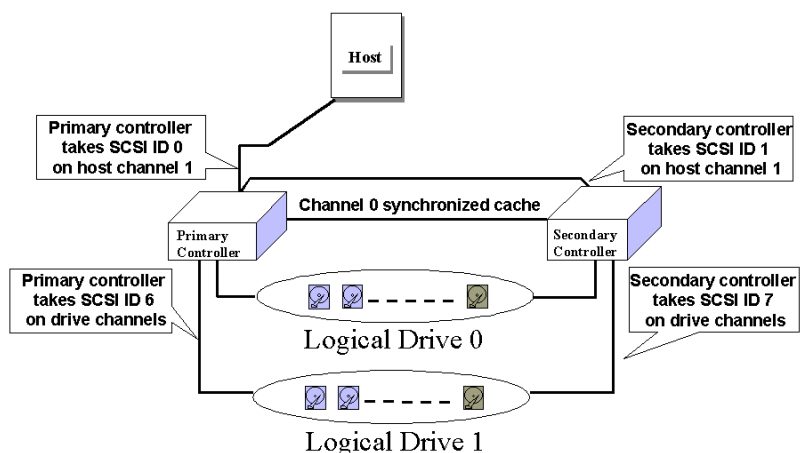 Host
Primary controller
takes SCSI ID 0
on host channel 1
Secondary controller
takes SCSI ID 1
on host channel 1
Channel 0 synchronized cache
Primary
Controller
Secondary
Controller
Primary controller
takes SCSI ID 6
on drive channels
Secondary controller
takes SCSI ID 7
on drive channels
Logical Drive 0
Logical Drive 1